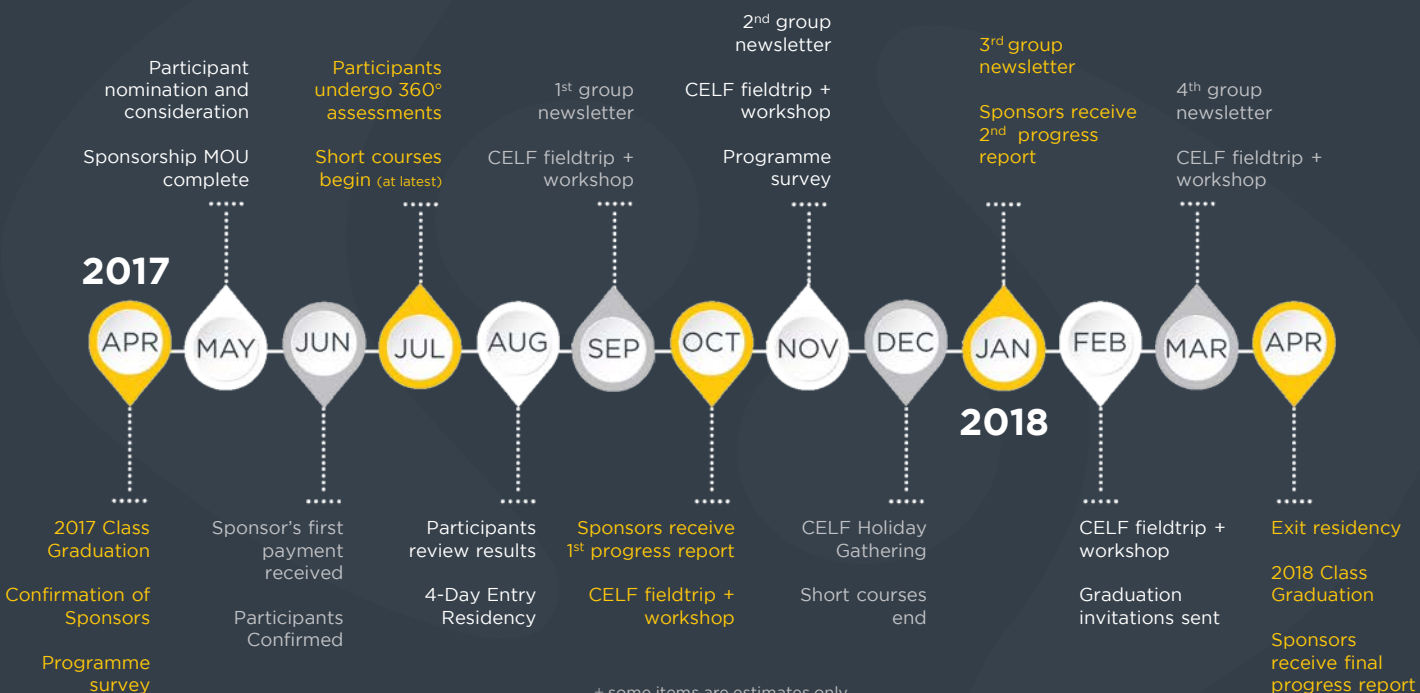 Participant
nomination and
consideration
Sponsorship MOU
complete
Participants
undergo 360°
assessments
Short courses
begin (at latest)
1st group
newsletter
CELF fieldtrip +
workshop
2nd group
newsletter
CELF fieldtrip +
workshop
Programme
survey
3rd group
newsletter
Sponsors receive
2nd progress
report
4th group
newsletter
CELF fieldtrip +
workshop
2017
APR
MAY
JUN
JUL
AUG
SEP
OCT
NOV
DEC
JAN
FEB
MAR
APR
2018
2017 Class
Graduation
Confirmation of
Sponsors
Programme
survey
Sponsor's first
payment
received
Participants
Confirmed
Participants
review results
4-Day Entry
Residency
Sponsors receive
1st progress report
CELF fieldtrip +
workshop
CELF Holiday
Gathering
Short courses
end
CELF fieldtrip +
workshop
Graduation
invitations sent
Exit residency
2018 Class
Graduation
Sponsors
receive final
progress report
+ some items are estimates only